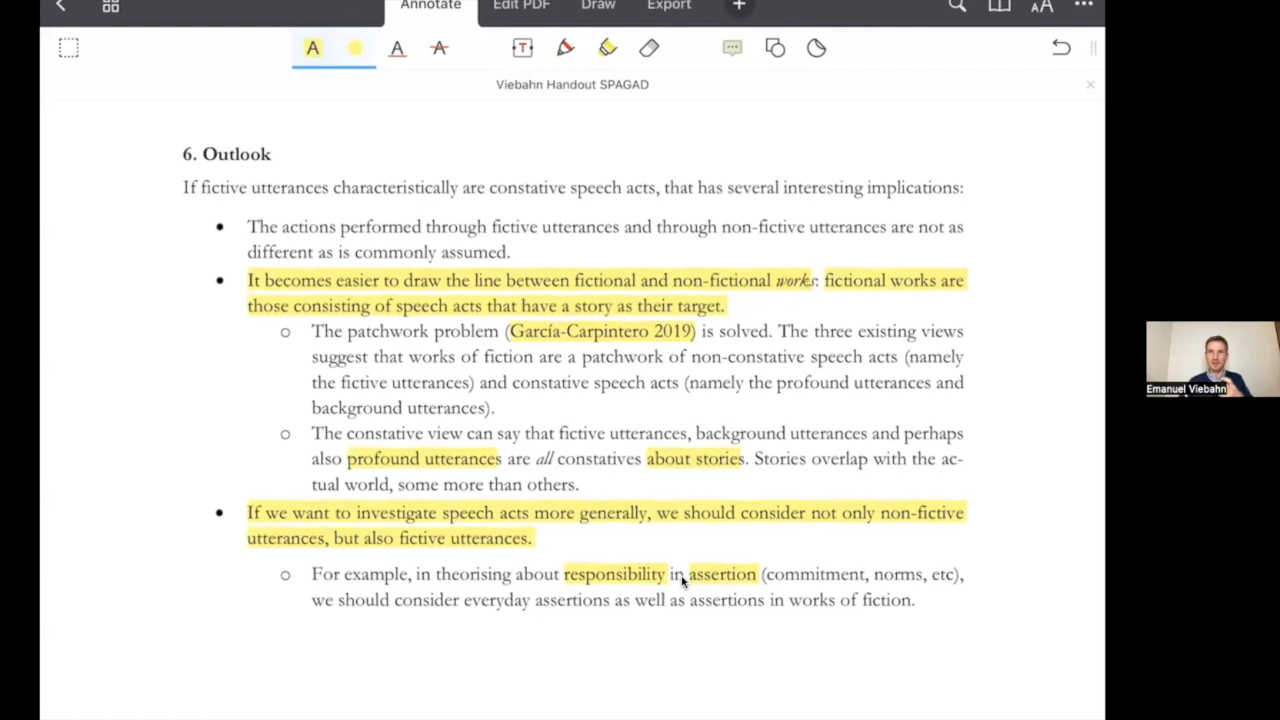 Annotate Edit PDF Draw Export +
A A A T AA
Viebahn Handout SPAGAD
6. Outlook
If fictive utterances characteristically are constative speech acts, that has several interesting implications:
• The actions performed through fictive utterances and through non-fictive utterances are not as
different as is commonly assumed.
• It becomes easier to draw the line between fictional and non-fictional works: fictional works are
those consisting of speech acts that have a story as their target.
o The patchwork problem (García-Carpintero 2019) is solved. The three existing views
suggest that works of fiction are a patchwork of non-constative speech acts (namely
the fictive utterances) and constative speech acts (namely the profound utterances and
background utterances).
o The constative view can say that fictive utterances, background utterances and perhaps
also profound utterances are all constatives about stories. Stories overlap with the ac-
tual world, some more than others.
• If we want to investigate speech acts more generally, we should consider not only non-fictive
utterances, but also fictive utterances.
o For example, in theorising about responsibility in assertion (commitment, norms, etc),
we should consider everyday assertions as well as assertions in works of fiction.
Emanuel Viebahn